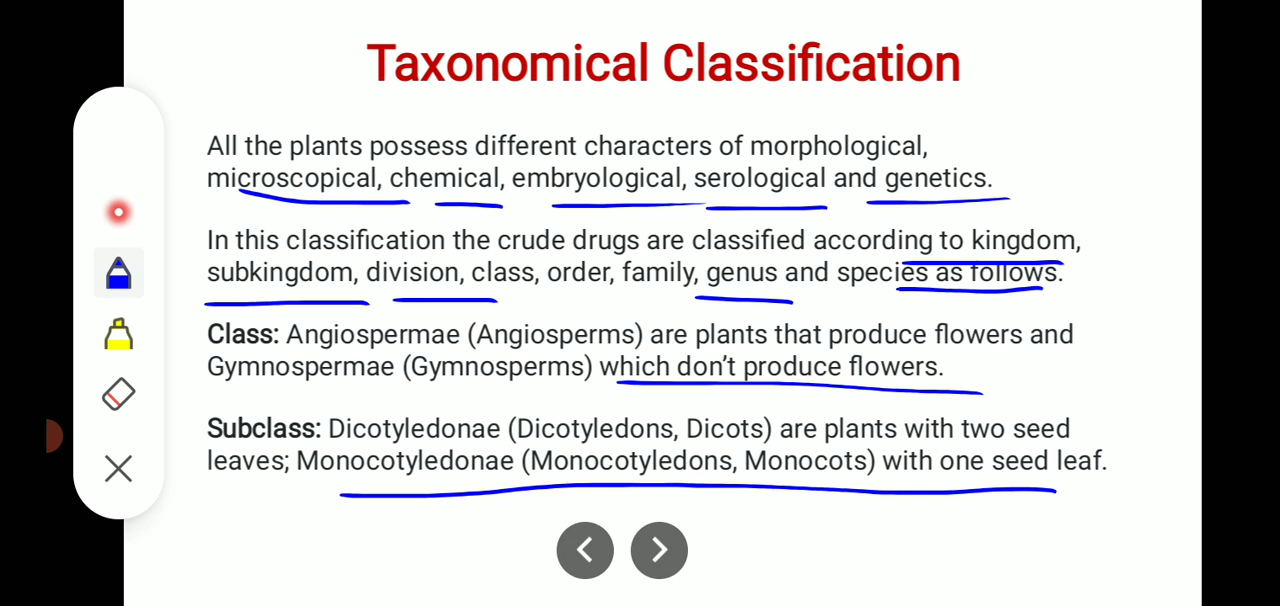 Taxonomical Classification
All the plants possess different characters of morphological,
microscopical, chemical, embryological, serological and genetics.
In this classification the crude drugs are classified according to kingdom,
subkingdom, division, class, order, family, genus and species as follows.
Class: Angiospermae (Angiosperms) are plants that produce flowers and
Gymnospermae (Gymnosperms) which don’t produce flowers.
Subclass: Dicotyledonae (Dicotyledons, Dicots) are plants with two seed
leaves; Monocotyledonae (Monocotyledons, Monocots) with one seed leaf.